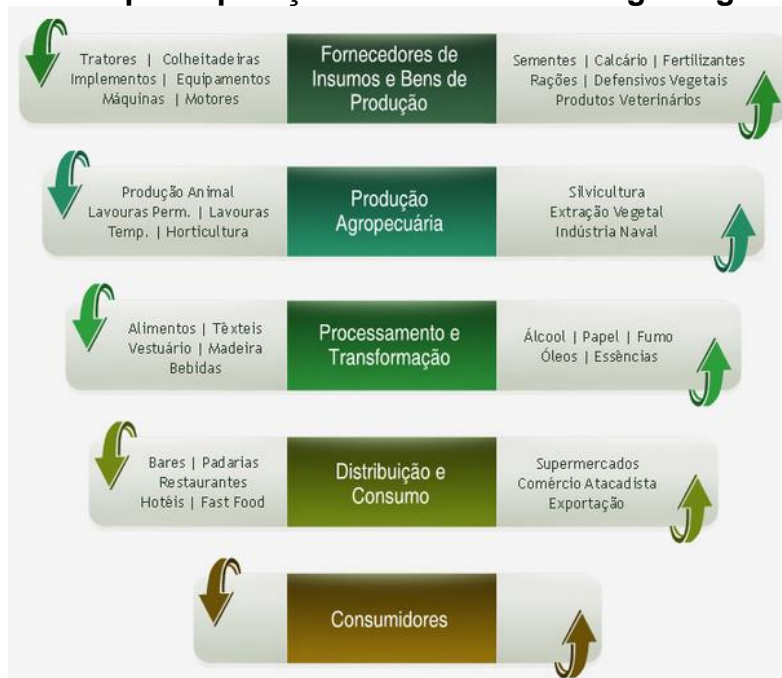 Tratores | Colheitadeiras
Implementos | Equipamentos
Máquinas | Motores
Fornecedores de
Insumos e Bens de
Produção
Sementes | Calcário | Fertilizantes
Rações | Defensivos Vegetais
Produtos Veterinários
Produção Animal
Lavouras Perm. | Lavouras
Temp. | Horticultura
Produção
Agropecuária
Silvicultura
Extração Vegetal
Indústria Naval
Alimentos | Têxteis
Vestuário | Madeira
Bebidas
Processamento e
Transformação
Álcool | Papel | Fumo
Óleos | Essências
Bares | Padarias
Restaurantes
Hotéis | Fast Food
Distribuição e
Consumo
Supermercados
Comércio Atacadista
Exportação
Consumidores